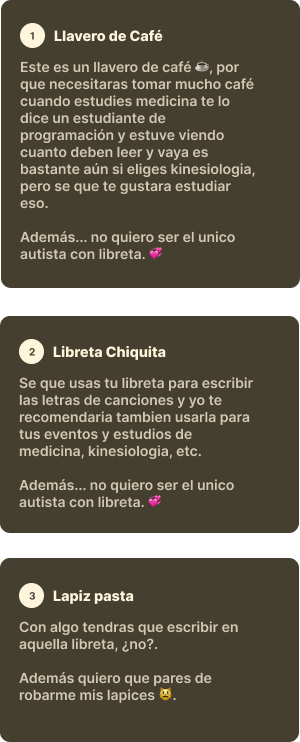 1 Llavero de Café
Este es un llavero de café ☕, por
que necesitaras tomar mucho café
cuando estudies medicina te lo
dice un estudiante de
programación y estuve viendo
cuanto deben leer y vaya es
bastante aún si eliges kinesiologia,
pero se que te gustara estudiar
eso.
Además... no quiero ser el unico
autista con libreta. 💞
2 Libreta Chiquita
Se que usas tu libreta para escribir
las letras de canciones y yo te
recomendaria tambien usarla para
tus eventos y estudios de
medicina, kinesiologia, etc.
Además... no quiero ser el unico
autista con libreta. 💞
3 Lapiz pasta
Con algo tendras que escribir en
aquella libreta, ¿no?.
Además quiero que pares de
robarme mis lapices 😾.